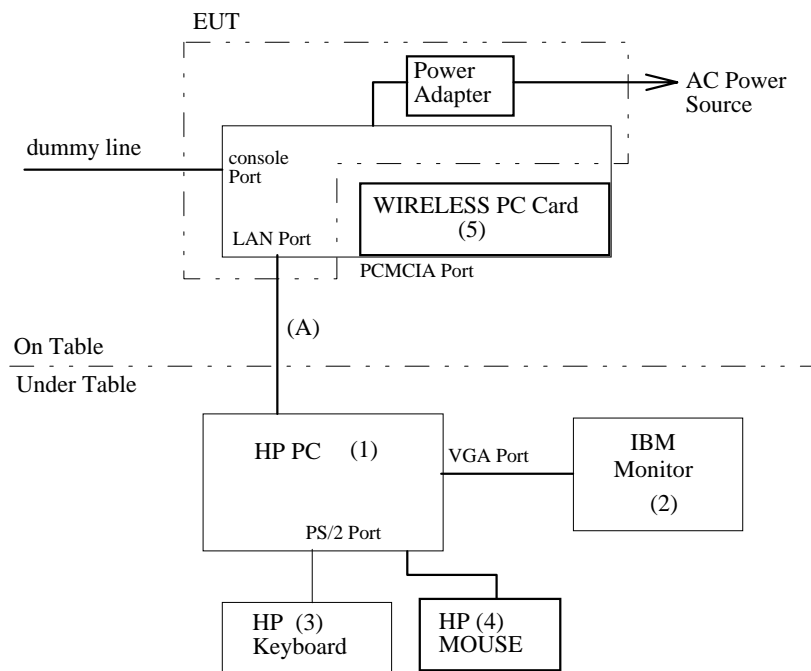 EUT
Power
Adapter
AC Power
Source
dummy line
console
Port
WIRELESS PC Card
(5)
LAN Port
PCMCIA Port
(A)
On Table
Under Table
HP PC (1)
VGA Port
IBM
Monitor
(2)
PS/2 Port
HP (3)
Keyboard
HP (4)
MOUSE